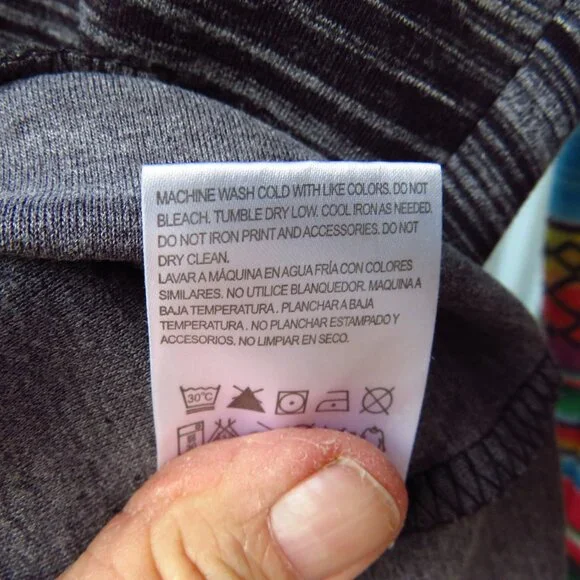 MACHINE WASH COLD WITH LIKE COLORS. DO NOT
BLEACH. TUMBLE DRY LOW. COOL IRON AS NEEDED.
DO NOT IRON PRINT AND ACCESSORIES. DO NOT
DRY CLEAN.
LAVAR A MÁQUINA EN AGUA FRÍA CON COLORES
SIMILARES. NO UTILICE BLANQUEDOR. MAQUINA A
BAJA TEMPERATURA . PLANCHAR A BAJA
TEMPERATURA . NO PLANCHAR ESTAMPADO Y
ACCESORIOS. NO LIMPIAR EN SECO.
30°C